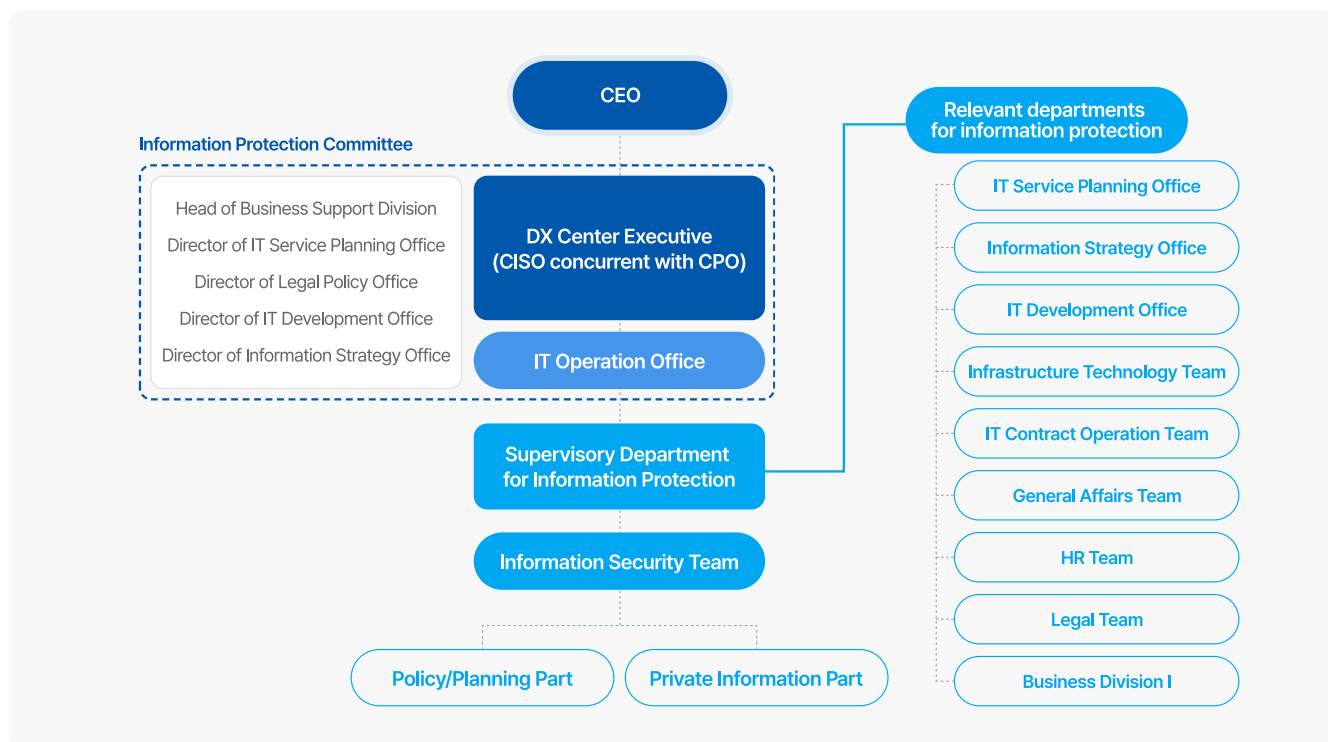 CEO
Information Protection Committee
Head of Business Support Division
Director of IT Service Planning Office
Director of Legal Policy Office
Director of IT Development Office
Director of Information Strategy Office
DX Center Executive
(CISO concurrent with CPO)
IT Operation Office
Supervisory Department
for Information Protection
Information Security Team
Policy/Planning Part
Private Information Part
Relevant departments
for information protection
IT Service Planning Office
Information Strategy Office
IT Development Office
Infrastructure Technology Team
IT Contract Operation Team
General Affairs Team
HR Team
Legal Team
Business Division I